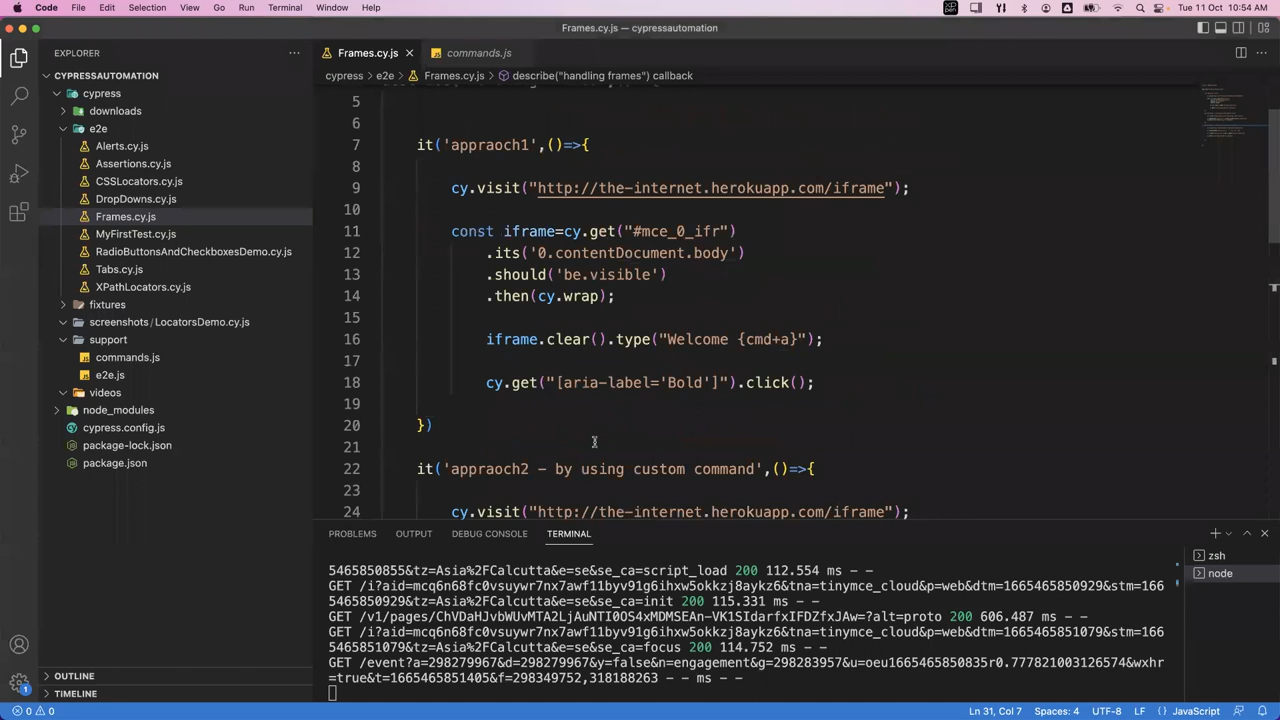 Code File Edit Selection View Go Run Terminal Window Help
Tue 11 Oct 10:54 AM
Frames.cy.js — cypressautomation
EXPLORER
Frames.cy.js
commands.js
CYPRESSAUTOMATION
cypress > e2e > Frames.cy.js > describe("handling frames") callback
cypress
downloads
e2e
Alerts.cy.js
Assertions.cy.js
CSSLocators.cy.js
DropDowns.cy.js
Frames.cy.js
MyFirstTest.cy.js
RadioButtonsAndCheckboxesDemo.cy.js
Tabs.cy.js
XPathLocators.cy.js
fixtures
screenshots / LocatorsDemo.cy.js
support
commands.js
e2e.js
videos
node_modules
cypress.config.js
package-lock.json
package.json
OUTLINE
TIMELINE
5
6
7 it('appraoch1',()=>{
8
9 cy.visit("http://the-internet.herokuapp.com/iframe");
10
11 const iframe=cy.get("#mce_0_ifr")
12 .its('0.contentDocument.body')
13 .should('be.visible')
14 .then(cy.wrap);
15
16 iframe.clear().type("Welcome {cmd+a}");
17
18 cy.get("[aria-label='Bold']").click();
19
20 })
21
22 it('appraoch2 - by using custom command',()=>{
23
24 cy.visit("http://the-internet.herokuapp.com/iframe");
PROBLEMS OUTPUT DEBUG CONSOLE TERMINAL
5465850855&tz=Asia%2FCalcutta&e=se&se_ca=script_load 200 112.554 ms - -
GET /i?aid=mcq6n68fc0vsuywr7nx7awf11byv91g6ihxw5okkzj8aykz6&tna=tinymce_cloud&p=web&dtm=1665465850929&stm=166
5465850929&tz=Asia%2FCalcutta&e=se&se_ca=init 200 115.331 ms - -
GET /v1/pages/ChVDaHJvbWUvMTA2LjAuNTI0OS4xMDMSEAn-VK1SIdarfxIFDZfxJAw=?alt=proto 200 606.487 ms - -
GET /i?aid=mcq6n68fc0vsuywr7nx7awf11byv91g6ihxw5okkzj8aykz6&tna=tinymce_cloud&p=web&dtm=1665465851079&stm=166
5465851079&tz=Asia%2FCalcutta&e=se&se_ca=focus 200 114.752 ms - -
GET /event?a=298279967&d=298279967&y=false&n=engagement&g=298283957&u=oeu1665465850835r0.777821003126574&wxhr
=true&t=1665465851405&f=298349752,318188263 - - ms - -
zsh
node
0 0
Ln 31, Col 7 Spaces: 4 UTF-8 LF {} JavaScript